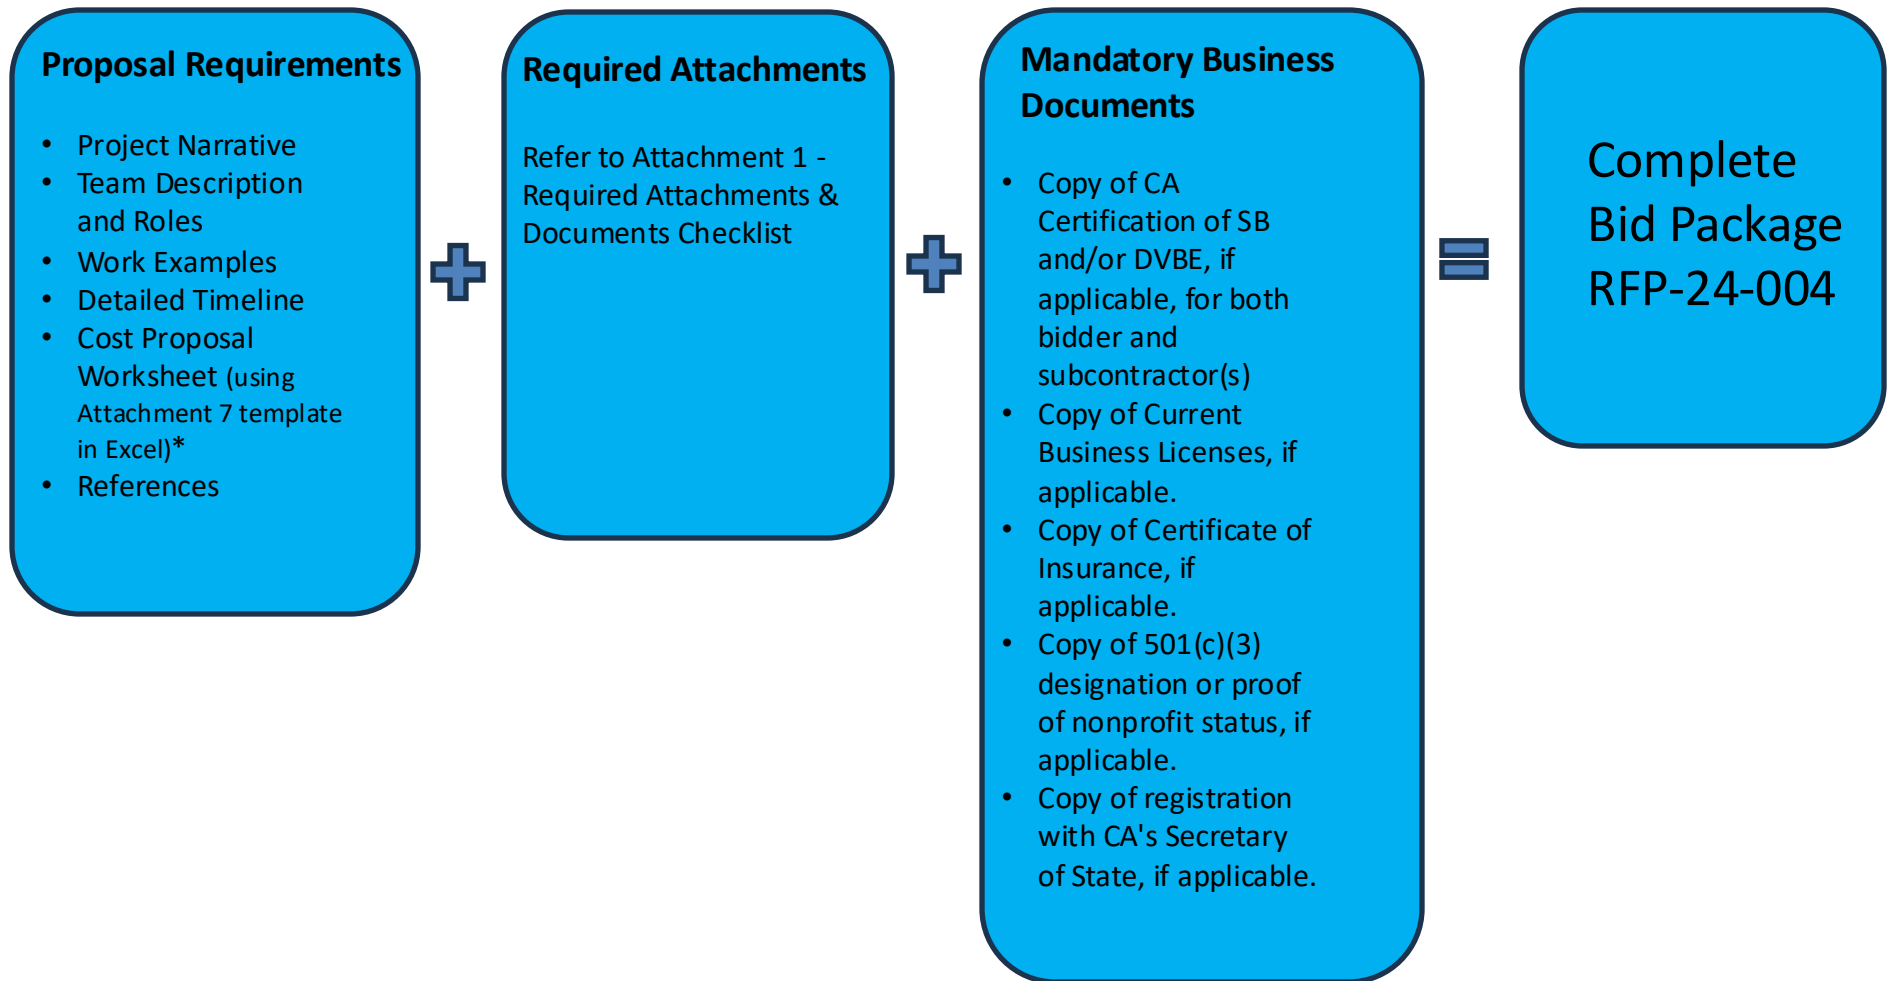 Proposal Requirements
• Project Narrative
• Team Description
and Roles
• Work Examples
• Detailed Timeline
• Cost Proposal
Worksheet (using
Attachment 7 template
in Excel)*
• References
Required Attachments
Refer to Attachment 1 -
Required Attachments &
Documents Checklist
Mandatory Business
Documents
• Copy of CA
Certification of SB
and/or DVBE, if
applicable, for both
bidder and
subcontractor(s)
• Copy of Current
Business Licenses, if
applicable.
• Copy of Certificate of
Insurance, if
applicable.
• Copy of 501(c)(3)
designation or proof
of nonprofit status, if
applicable.
• Copy of registration
with CA's Secretary
of State, if applicable.
Complete
Bid Package
RFP-24-004